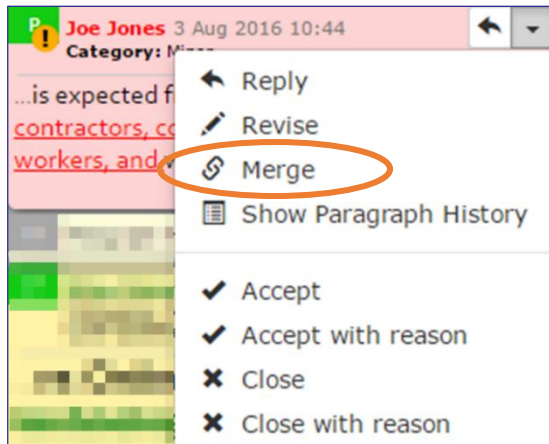 P
!
Joe Jones 3 Aug 2016 10:44
Category:
...is expected f
contractors, co
workers, and
Reply
Revise
Merge
Show Paragraph History
Accept
Accept with reason
Close
Close with reason